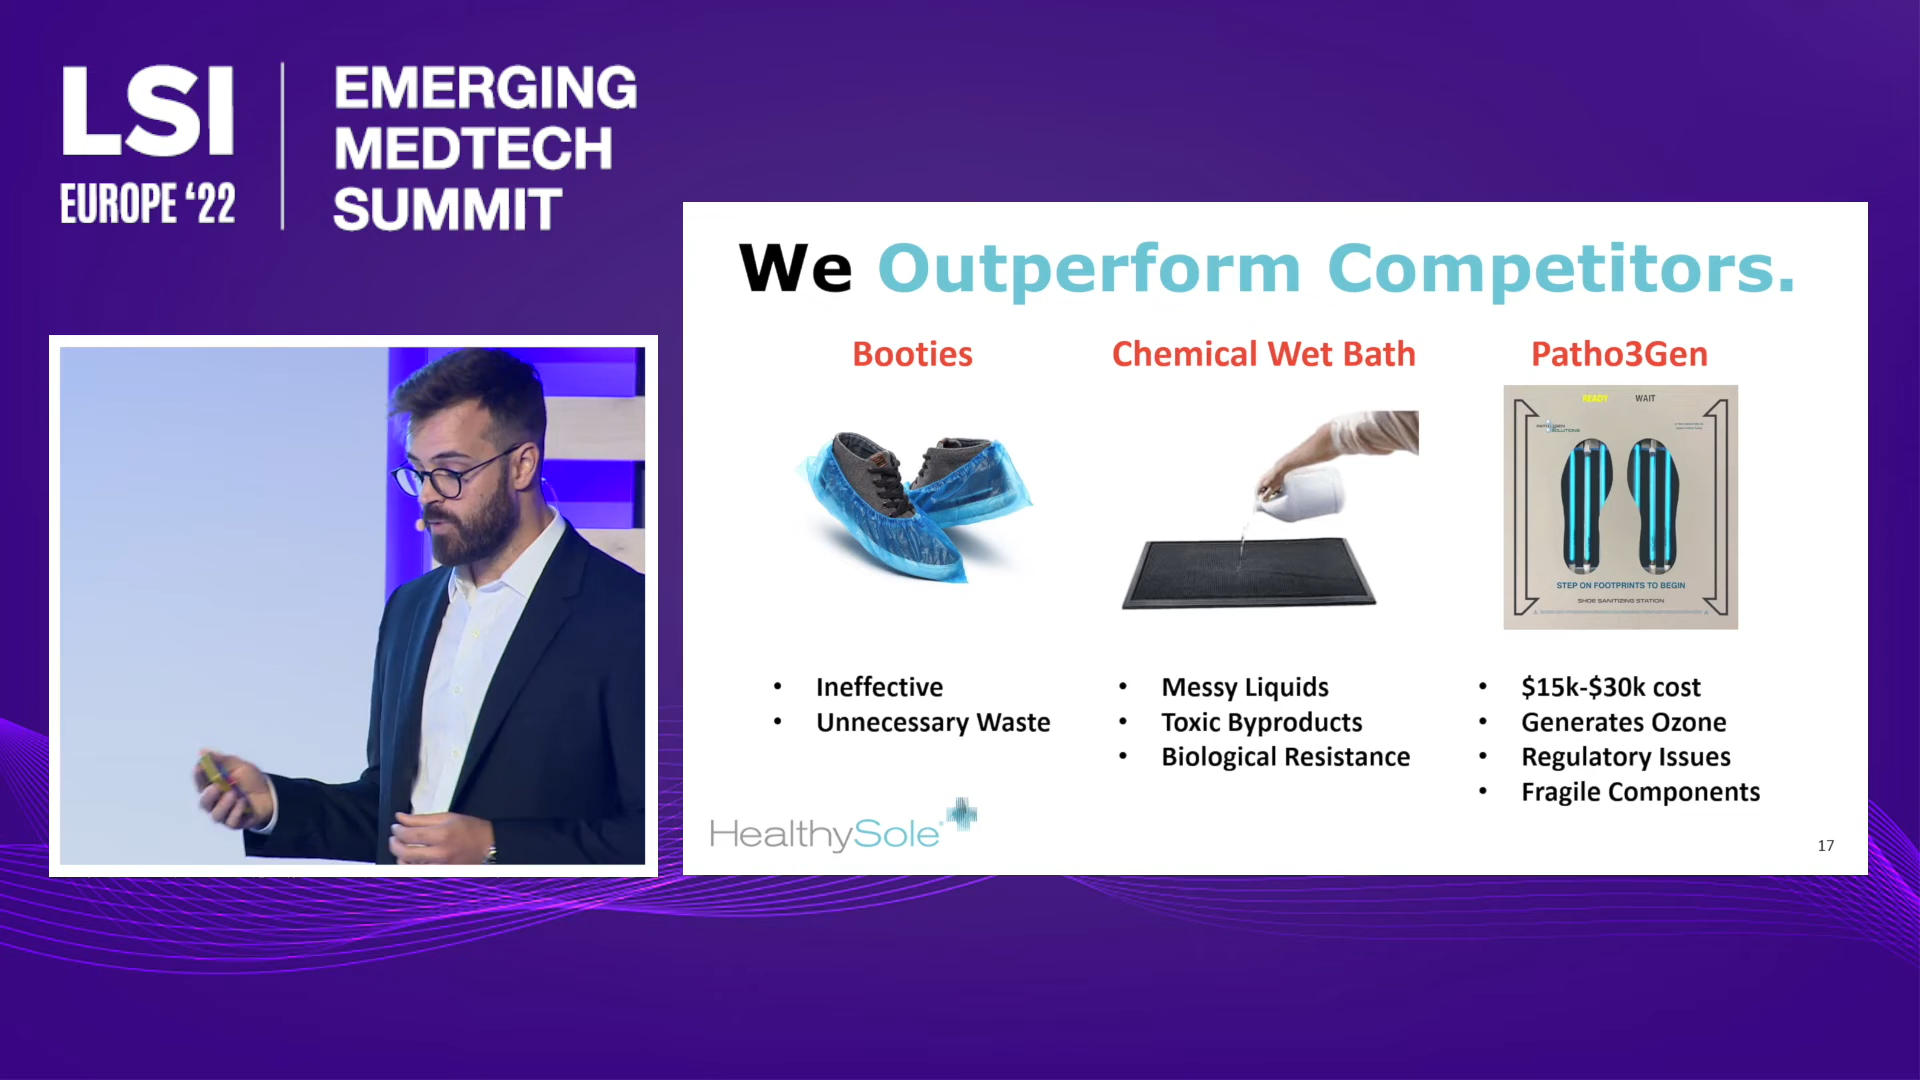 LSI
EUROPE ‘22
EMERGING
MEDTECH
SUMMIT
We Outperform Competitors.
Booties
Chemical Wet Bath
Patho3Gen
READY WAIT
STEP ON FOOTPRINTS TO BEGIN
SHOE SANITIZING STATION
• Ineffective
• Unnecessary Waste
• Messy Liquids
• Toxic Byproducts
• Biological Resistance
• $15k-$30k cost
• Generates Ozone
• Regulatory Issues
• Fragile Components
HealthySole®
17